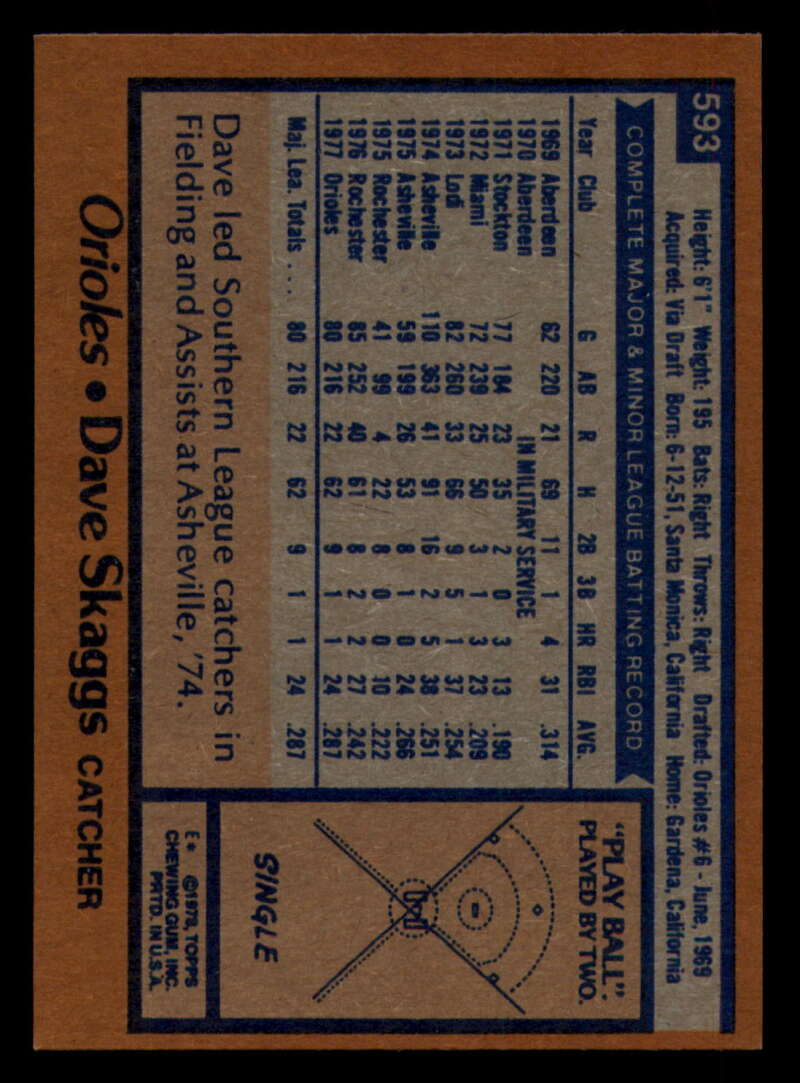 593
Height: 6'1" Weight: 195 Bats: Right Throws: Right Drafted: Orioles #6 - June, 1969
Acquired: Via Draft Born: 6-12-51, Santa Monica, California Home: Gardena, California
COMPLETE MAJOR & MINOR LEAGUE BATTING RECORD
Year Club G AB R H 2B 3B HR RBI AVG.
1969 Aberdeen 62 220 21 69 11 1 4 31 .314
1970 Aberdeen IN MILITARY SERVICE
1971 Stockton 77 184 23 35 2 0 3 13 .190
1972 Miami 72 239 25 50 3 1 3 23 .209
1973 Lodi 82 260 33 66 9 5 1 37 .254
1974 Asheville 110 363 41 91 16 2 5 38 .251
1975 Asheville 59 199 26 53 8 1 0 24 .266
1975 Rochester 41 99 4 22 8 0 0 10 .222
1976 Rochester 85 252 40 61 8 2 2 27 .242
1977 Orioles 80 216 22 62 9 1 1 24 .287
Maj. Lea. Totals .... 80 216 22 62 9 1 1 24 .287
Dave led Southern League catchers in
Fielding and Assists at Asheville, '74.
"PLAY BALL":
PLAYED BY TWO.
SINGLE
E* ©1978, TOPPS
CHEWING GUM, INC.
PRTD. IN U.S.A.
Orioles • Dave Skaggs CATCHER